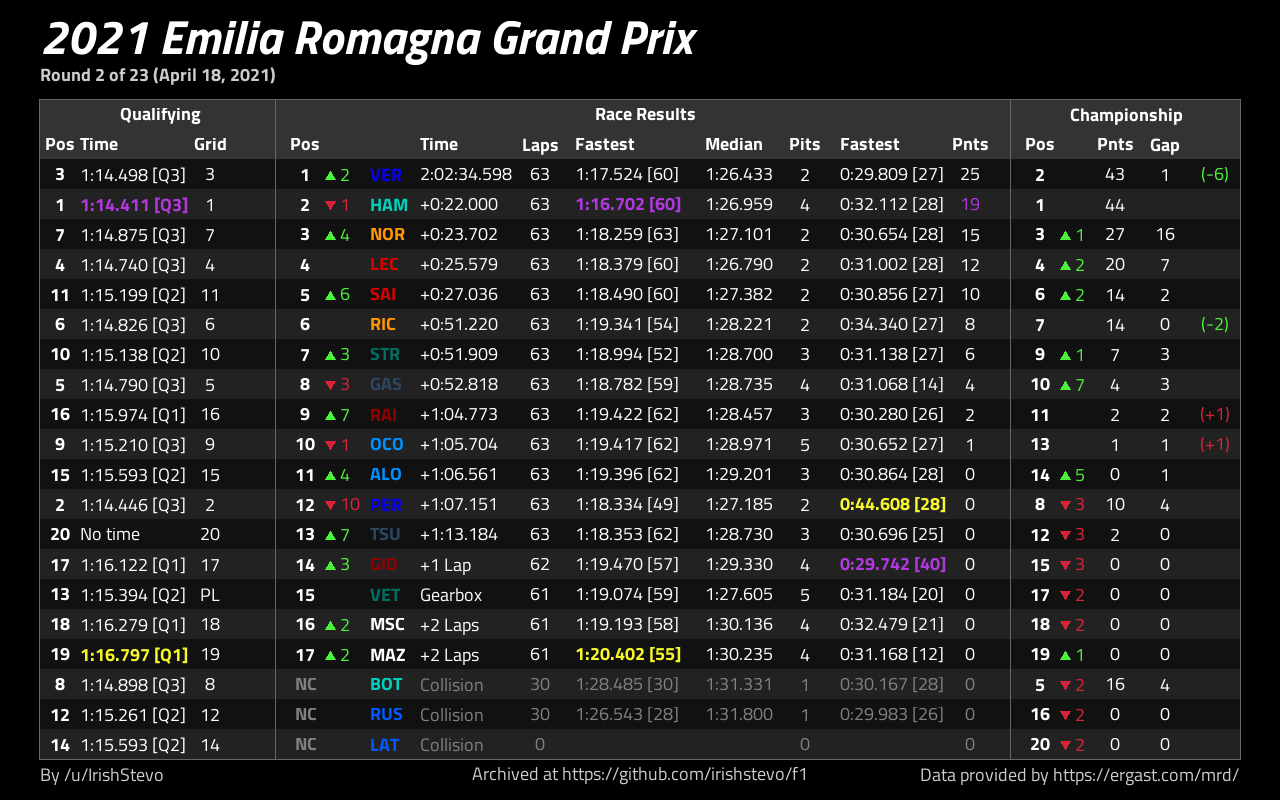 2021 Emilia Romagna Grand Prix
Round 2 of 23 (April 18, 2021)
Qualifying Race Results Championship
Pos Time Grid Pos Time Laps Fastest Median Pits Fastest Pnts Pos Pnts Gap
3 1:14.498 [Q3] 3 1 ▲2 VER 2:02:34.598 63 1:17.524 [60] 1:26.433 2 0:29.809 [27] 25 2 43 1 (-6)
1 1:14.411 [Q3] 1 2 ▼1 HAM +0:22.000 63 1:16.702 [60] 1:26.959 4 0:32.112 [28] 19 1 44
7 1:14.875 [Q3] 7 3 ▲4 NOR +0:23.702 63 1:18.259 [63] 1:27.101 2 0:30.654 [28] 15 3 ▲1 27 16
4 1:14.740 [Q3] 4 4 LEC +0:25.579 63 1:18.379 [60] 1:26.790 2 0:31.002 [28] 12 4 ▲2 20 7
11 1:15.199 [Q2] 11 5 ▲6 SAI +0:27.036 63 1:18.490 [60] 1:27.382 2 0:30.856 [27] 10 6 ▲2 14 2
6 1:14.826 [Q3] 6 6 RIC +0:51.220 63 1:19.341 [54] 1:28.221 2 0:34.340 [27] 8 7 14 0 (-2)
10 1:15.138 [Q2] 10 7 ▲3 STR +0:51.909 63 1:18.994 [52] 1:28.700 3 0:31.138 [27] 6 9 ▲1 7 3
5 1:14.790 [Q3] 5 8 ▼3 GAS +0:52.818 63 1:18.782 [59] 1:28.735 4 0:31.068 [14] 4 10 ▲7 4 3
16 1:15.974 [Q1] 16 9 ▲7 RAI +1:04.773 63 1:19.422 [62] 1:28.457 3 0:30.280 [26] 2 11 2 2 (+1)
9 1:15.210 [Q3] 9 10 ▼1 OCO +1:05.704 63 1:19.417 [62] 1:28.971 5 0:30.652 [27] 1 13 1 1 (+1)
15 1:15.593 [Q2] 15 11 ▲4 ALO +1:06.561 63 1:19.396 [62] 1:29.201 3 0:30.864 [28] 0 14 ▲5 0 1
2 1:14.446 [Q3] 2 12 ▼10 PER +1:07.151 63 1:18.334 [49] 1:27.185 2 0:44.608 [28] 0 8 ▼3 10 4
20 No time 20 13 ▲7 TSU +1:13.184 63 1:18.353 [62] 1:28.730 3 0:30.696 [25] 0 12 ▼3 2 0
17 1:16.122 [Q1] 17 14 ▲3 GIO +1 Lap 62 1:19.470 [57] 1:29.330 4 0:29.742 [40] 0 15 ▼3 0 0
13 1:15.394 [Q2] PL 15 VET Gearbox 61 1:19.074 [59] 1:27.605 5 0:31.184 [20] 0 17 ▼2 0 0
18 1:16.279 [Q1] 18 16 ▲2 MSC +2 Laps 61 1:19.193 [58] 1:30.136 4 0:32.479 [21] 0 18 ▼2 0 0
19 1:16.797 [Q1] 19 17 ▲2 MAZ +2 Laps 61 1:20.402 [55] 1:30.235 4 0:31.168 [12] 0 19 ▲1 0 0
8 1:14.898 [Q3] 8 NC BOT Collision 30 1:28.485 [30] 1:31.331 1 0:30.167 [28] 0 5 ▼2 16 4
12 1:15.261 [Q2] 12 NC RUS Collision 30 1:26.543 [28] 1:31.800 1 0:29.983 [26] 0 16 ▼2 0 0
14 1:15.593 [Q2] 14 NC LAT Collision 0 0 0 20 ▼2 0 0
By /u/IrishStevo Archived at https://github.com/irishstevo/f1 Data provided by https://ergast.com/mrd/